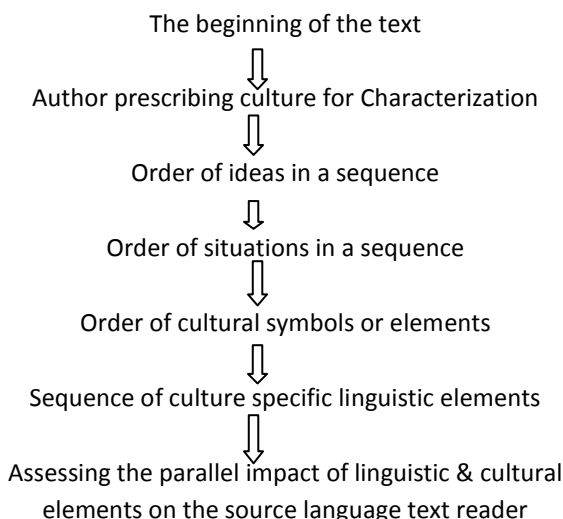 The beginning of the text
Author prescribing culture for Characterization
Order of ideas in a sequence
Order of situations in a sequence
Order of cultural symbols or elements
Sequence of culture specific linguistic elements
Assessing the parallel impact of linguistic & cultural
elements on the source language text reader